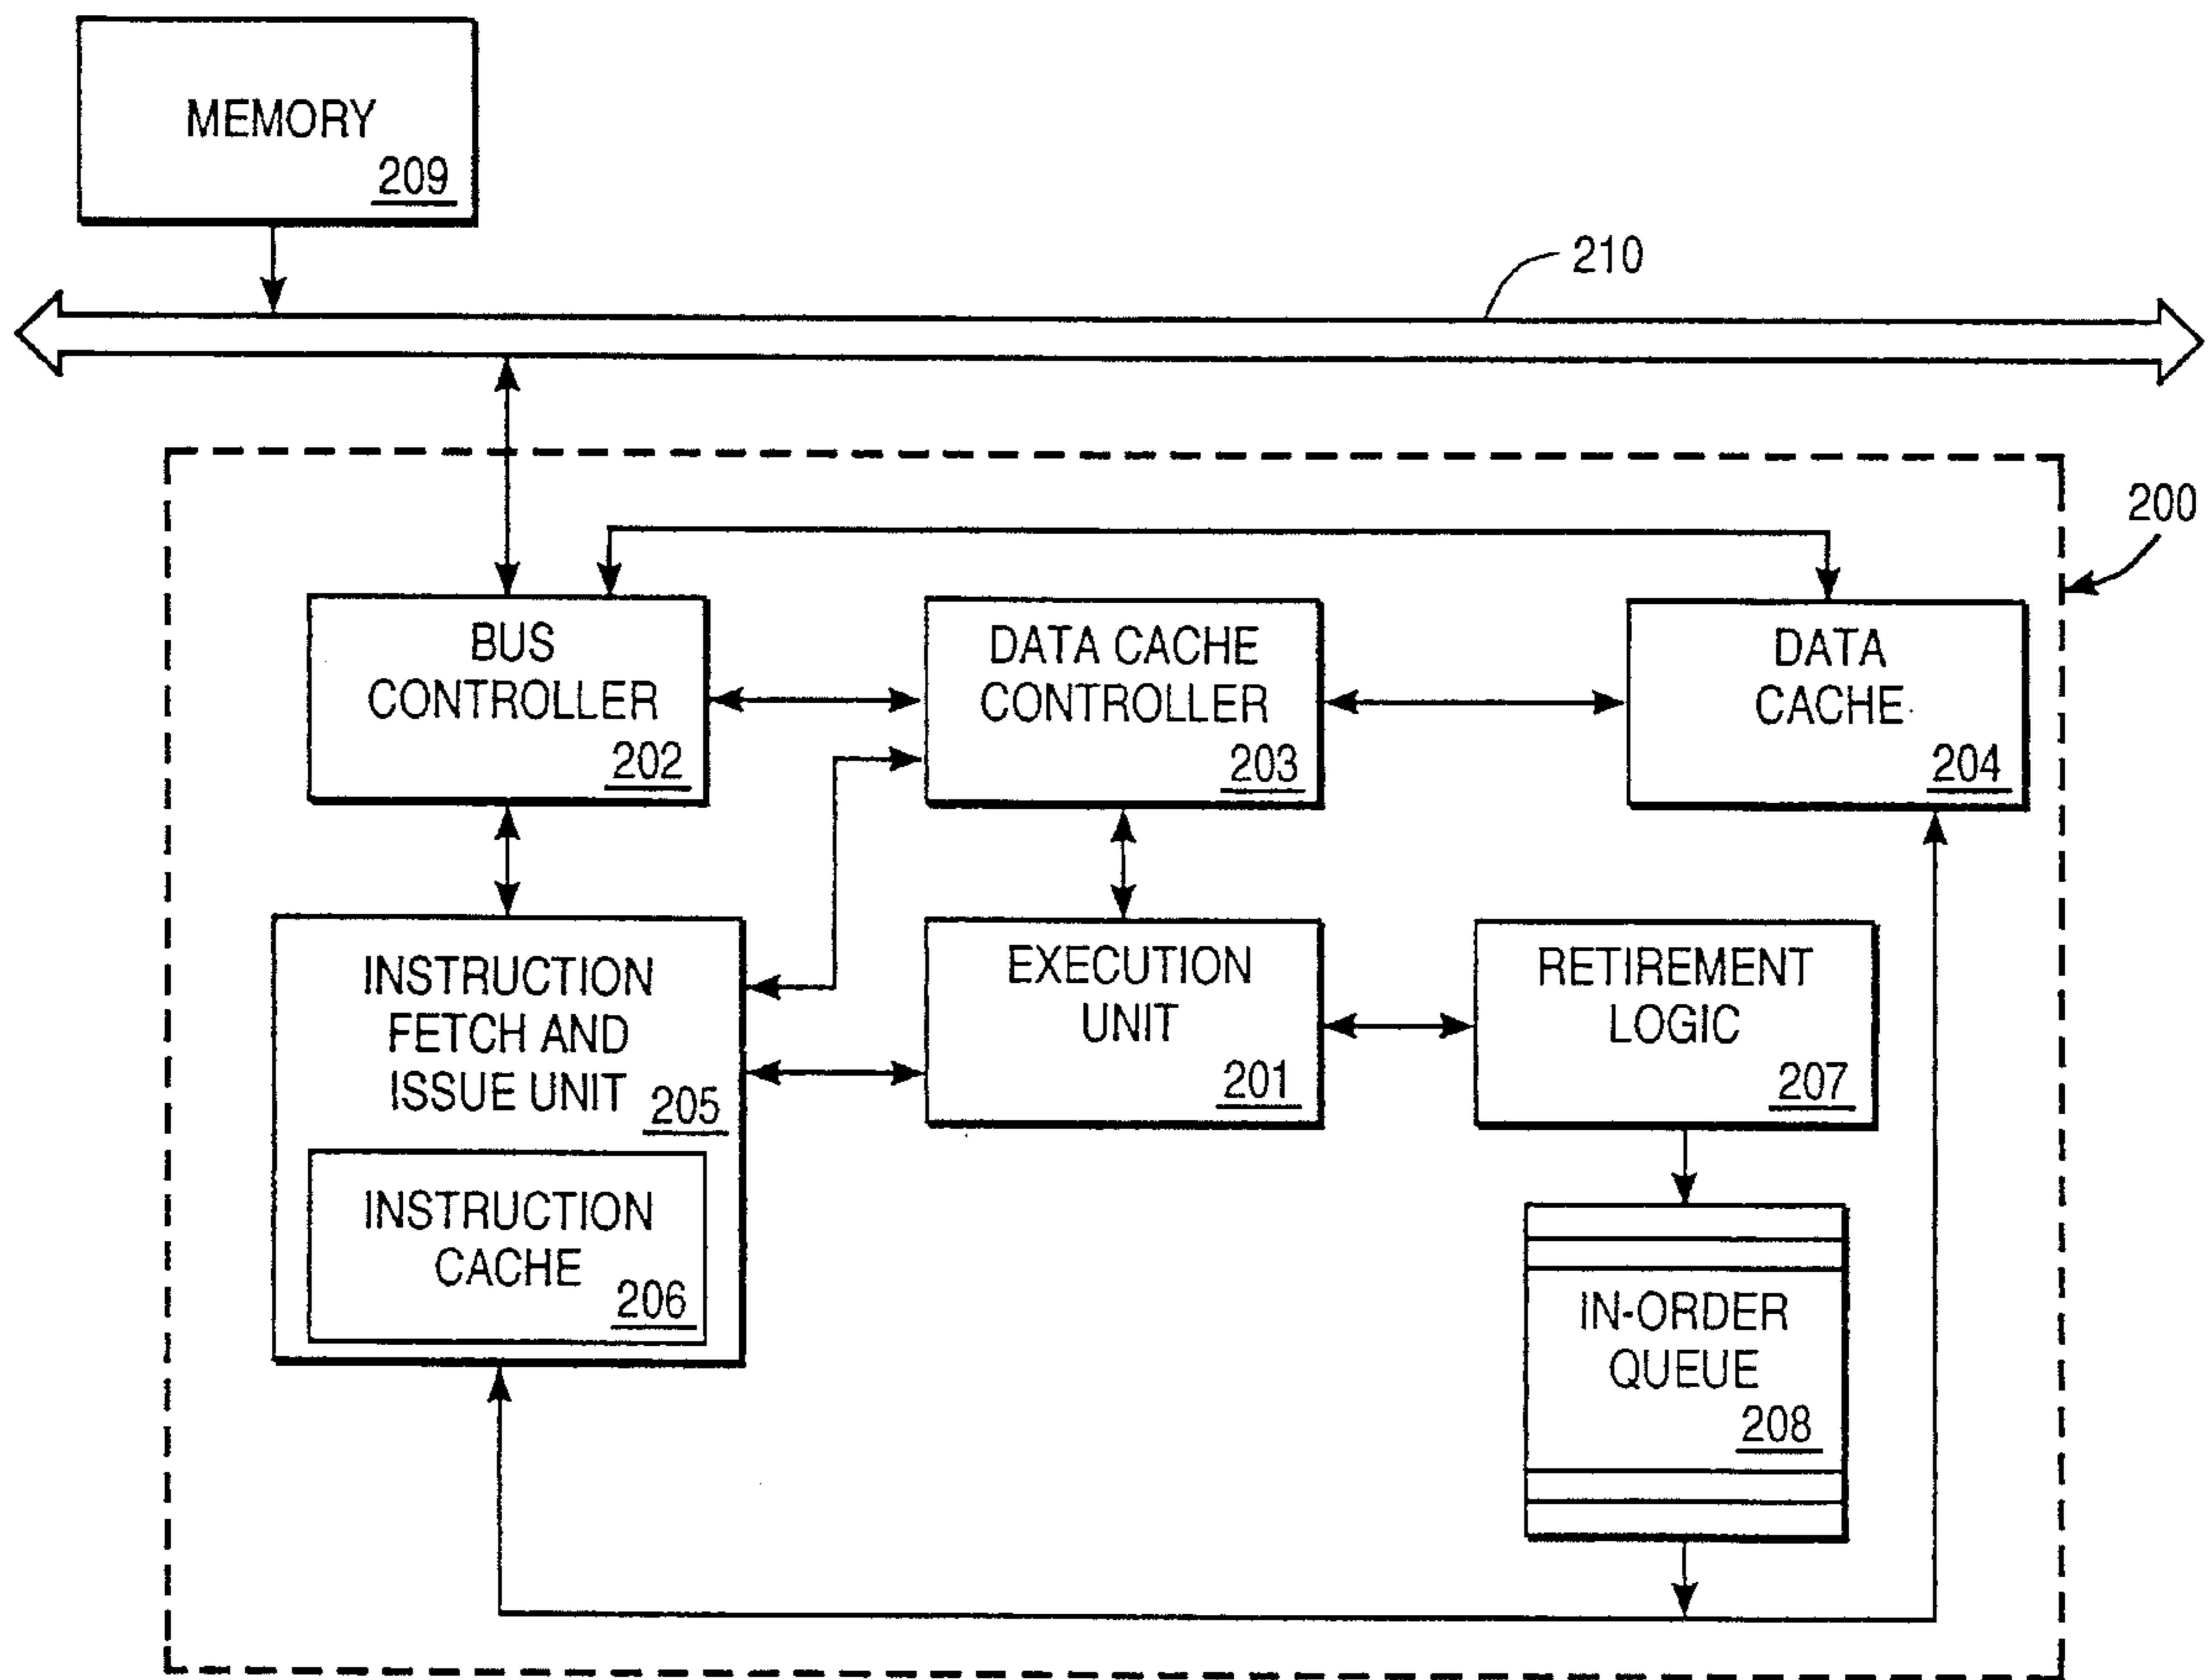 MEMORY
209
210
200
BUS
CONTROLLER
202
DATA CACHE
CONTROLLER
203
DATA
CACHE
204
INSTRUCTION
FETCH AND
ISSUE UNIT
205
INSTRUCTION
CACHE
206
EXECUTION
UNIT
201
RETIREMENT
LOGIC
207
IN-ORDER
QUEUE
208